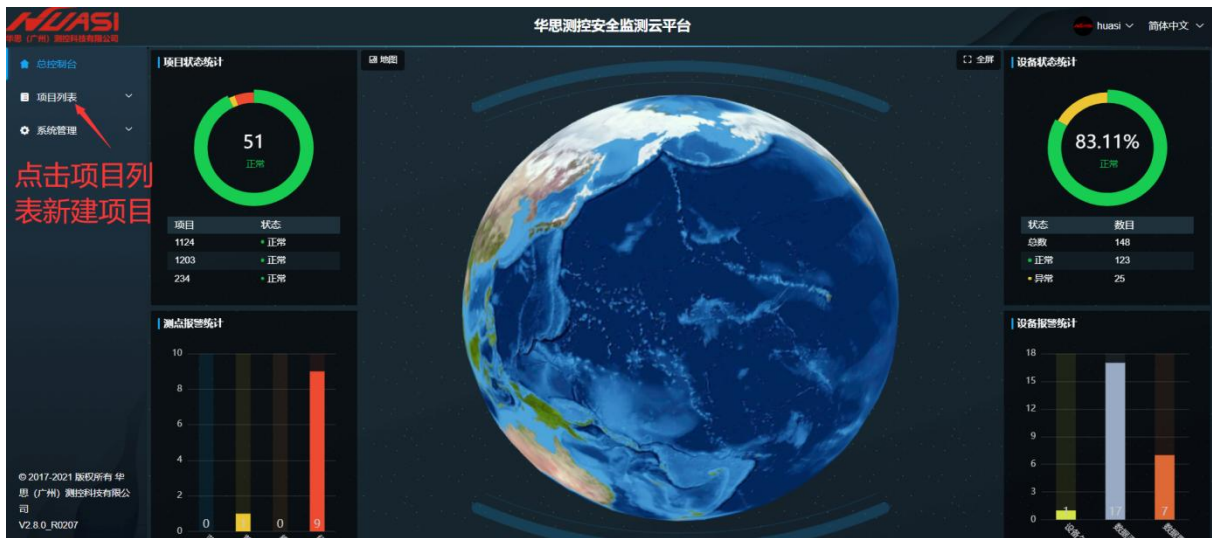 HUASI
华思（广州）测控科技有限公司
华思测控安全监测云平台
huasi
简体中文
总控制台
项目列表
系统管理
点击项目列
表新建项目
© 2017-2021 版权所有 华
思（广州）测控科技有限公
司
V2.8.0_R0207
项目状态统计
51
正常
项目 状态
1124 正常
1203 正常
234 正常
测点报警统计
10
8
6
4
2
0
0 1 0 9
地图
全屏
设备状态统计
83.11%
正常
状态 数目
总数 148
正常 123
异常 25
设备报警统计
18
15
12
9
6
3
0
1 17 7